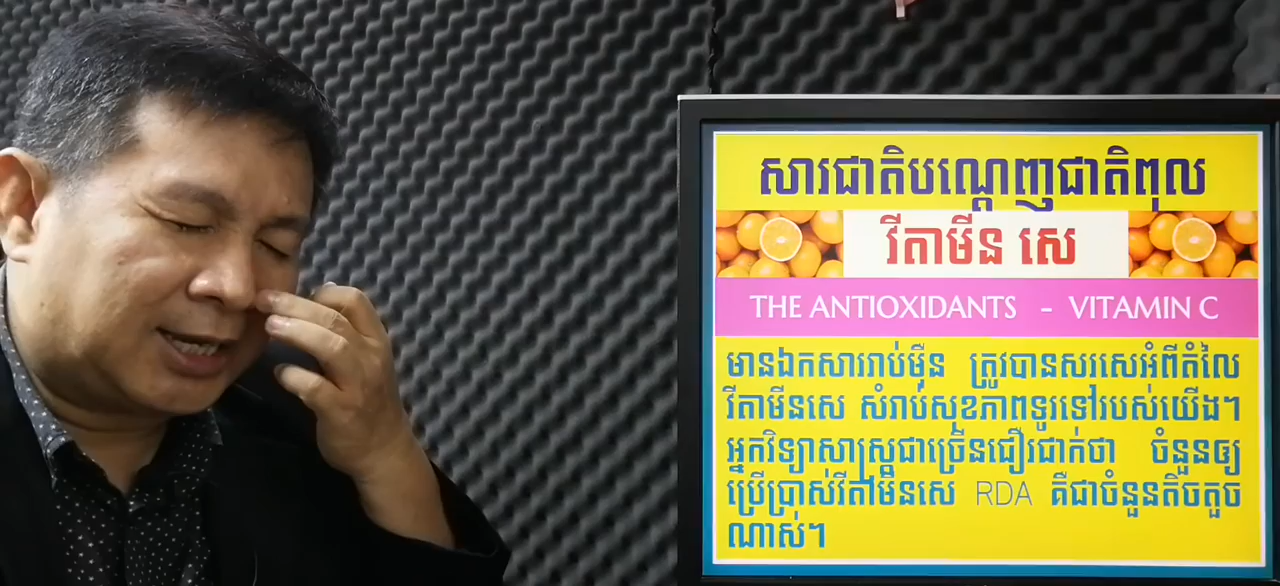 សារជាតិបណ្តេញជាតិពុល
វីតាមីន សេ
THE ANTIOXIDANTS - VITAMIN C
មានឯកសាររាប់ម៉ឺន ត្រូវបានសរសេអំពីតំលៃ
វីតាមីនសេ សំរាប់សុខភាពទូរទៅរបស់យើង។
អ្នកវិទ្យាសាស្ត្រជាច្រើនជឿរជាក់ថា ចំនួនឲ្យ
ប្រើប្រាស់វីតាមីនសេ RDA គឺជាចំនួនតិចតួច
ណាស់។